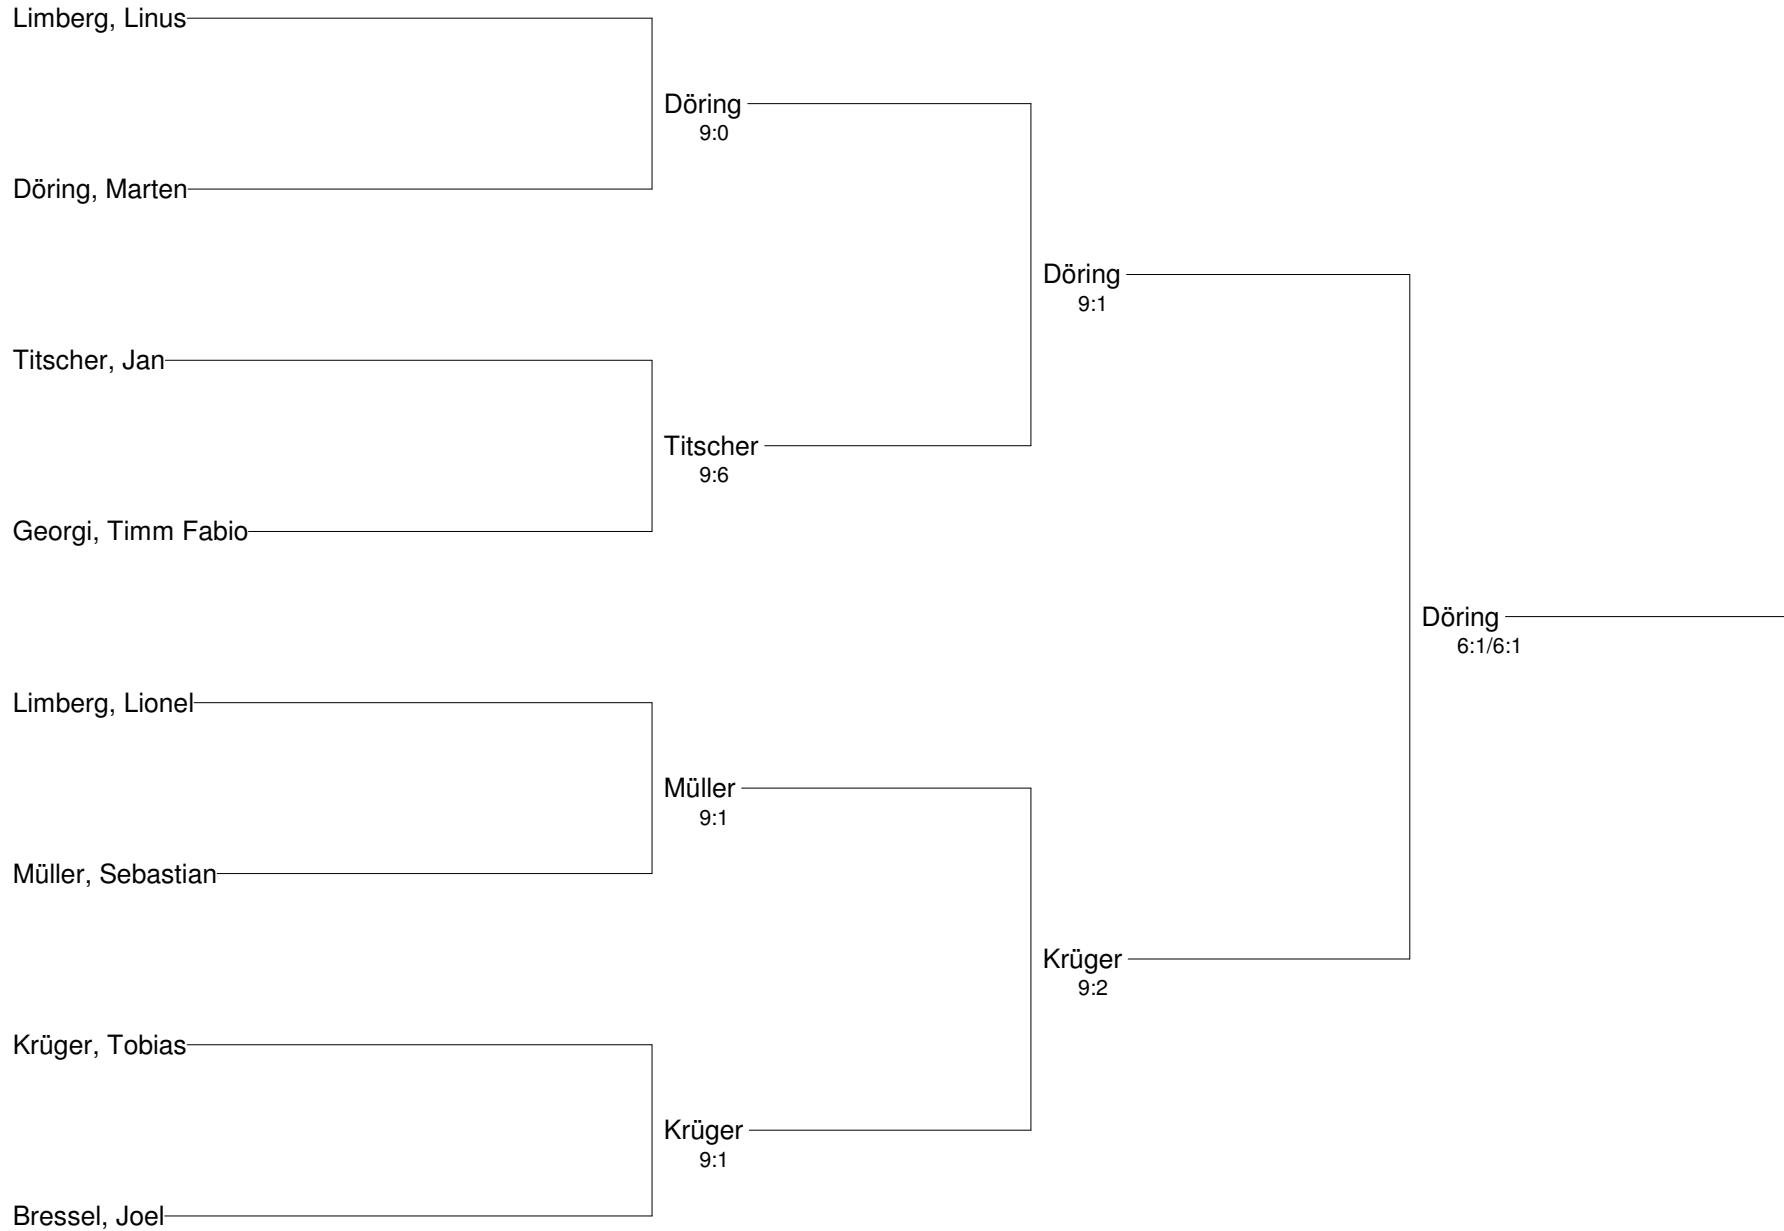 Limberg, Linus
Döring
9:0
Döring, Marten
Döring
9:1
Titscher, Jan
Titscher
9:6
Georgi, Timm Fabio
Döring
6:1/6:1
Limberg, Lionel
Müller
9:1
Müller, Sebastian
Krüger
9:2
Krüger, Tobias
Krüger
9:1
Bressel, Joel